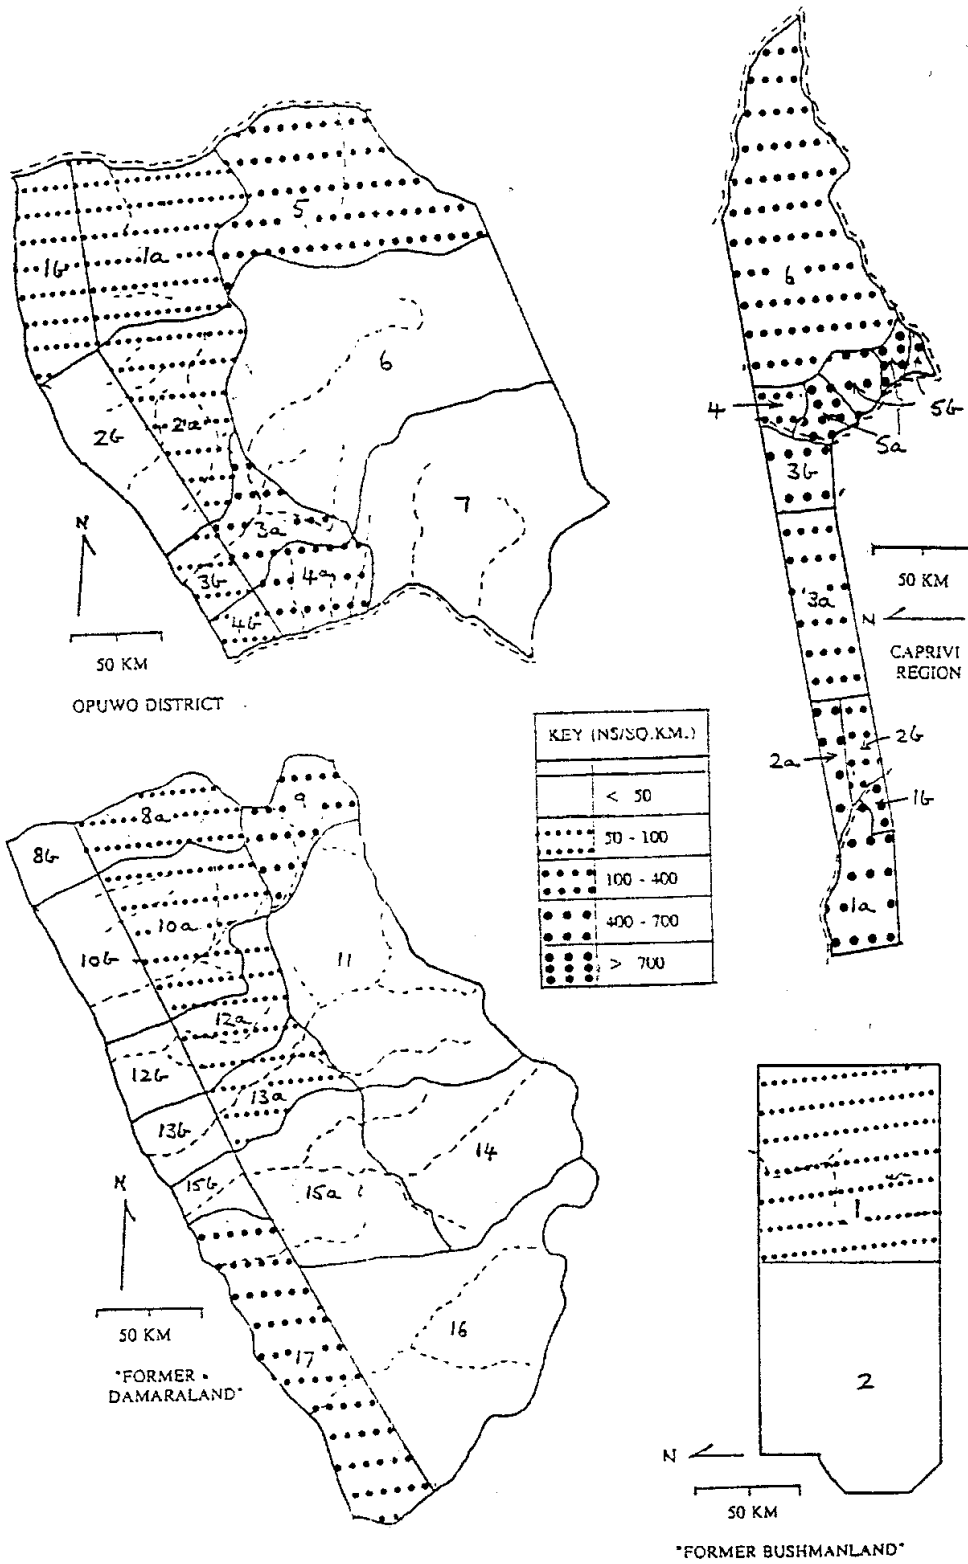 5
1b
1a
6
2b
2a
7
3a
3b
4a
4b
N
50 KM
OPUWO DISTRICT
6
4
5b
5a
3b
50 KM
3a
N
CAPRIVI
REGION
2a
2b
1b
1a
KEY (NS/SQ.KM.)
< 50
50 - 100
100 - 400
400 - 700
> 700
8a
9
8b
10a
10b
11
12a
12b
13a
13b
14
15b
15a
16
17
N
50 KM
"FORMER
DAMARALAND"
1
2
N
50 KM
"FORMER BUSHMANLAND"